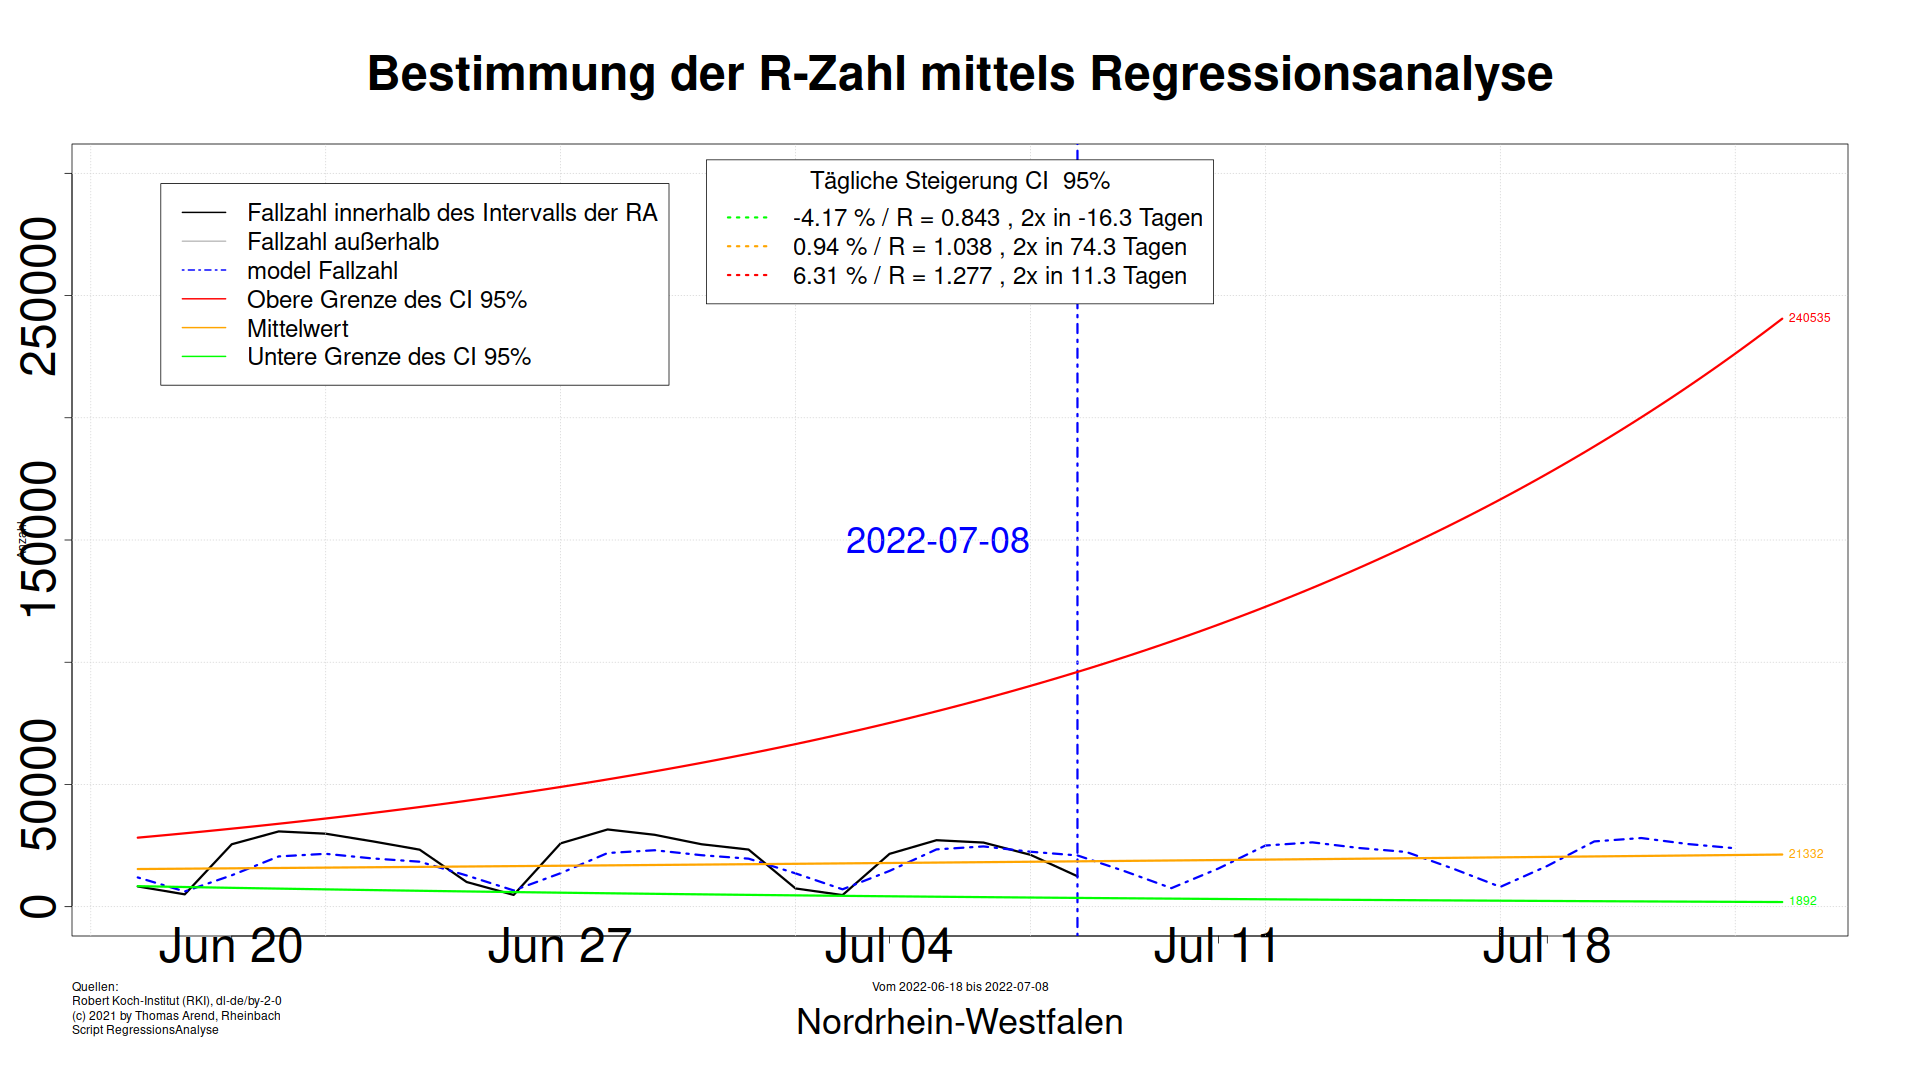 Bestimmung der R-Zahl mittels Regressionsanalyse
Fallzahl innerhalb des Intervalls der RA
Fallzahl außerhalb
model Fallzahl
Obere Grenze des CI 95%
Mittelwert
Untere Grenze des CI 95%
Tägliche Steigerung CI  95%
-4.17 % / R = 0.843 , 2x in -16.3 Tagen
0.94 % / R = 1.038 , 2x in 74.3 Tagen
6.31 % / R = 1.277 , 2x in 11.3 Tagen
250000
150000
50000
0
Anzahl
2022-07-08
240535
21332
1892
Jun 20
Jun 27
Jul 04
Jul 11
Jul 18
Quellen:
Robert Koch-Institut (RKI), dl-de/by-2-0
(c) 2021 by Thomas Arend, Rheinbach
Script RegressionsAnalyse
Vom 2022-06-18 bis 2022-07-08
Nordrhein-Westfalen